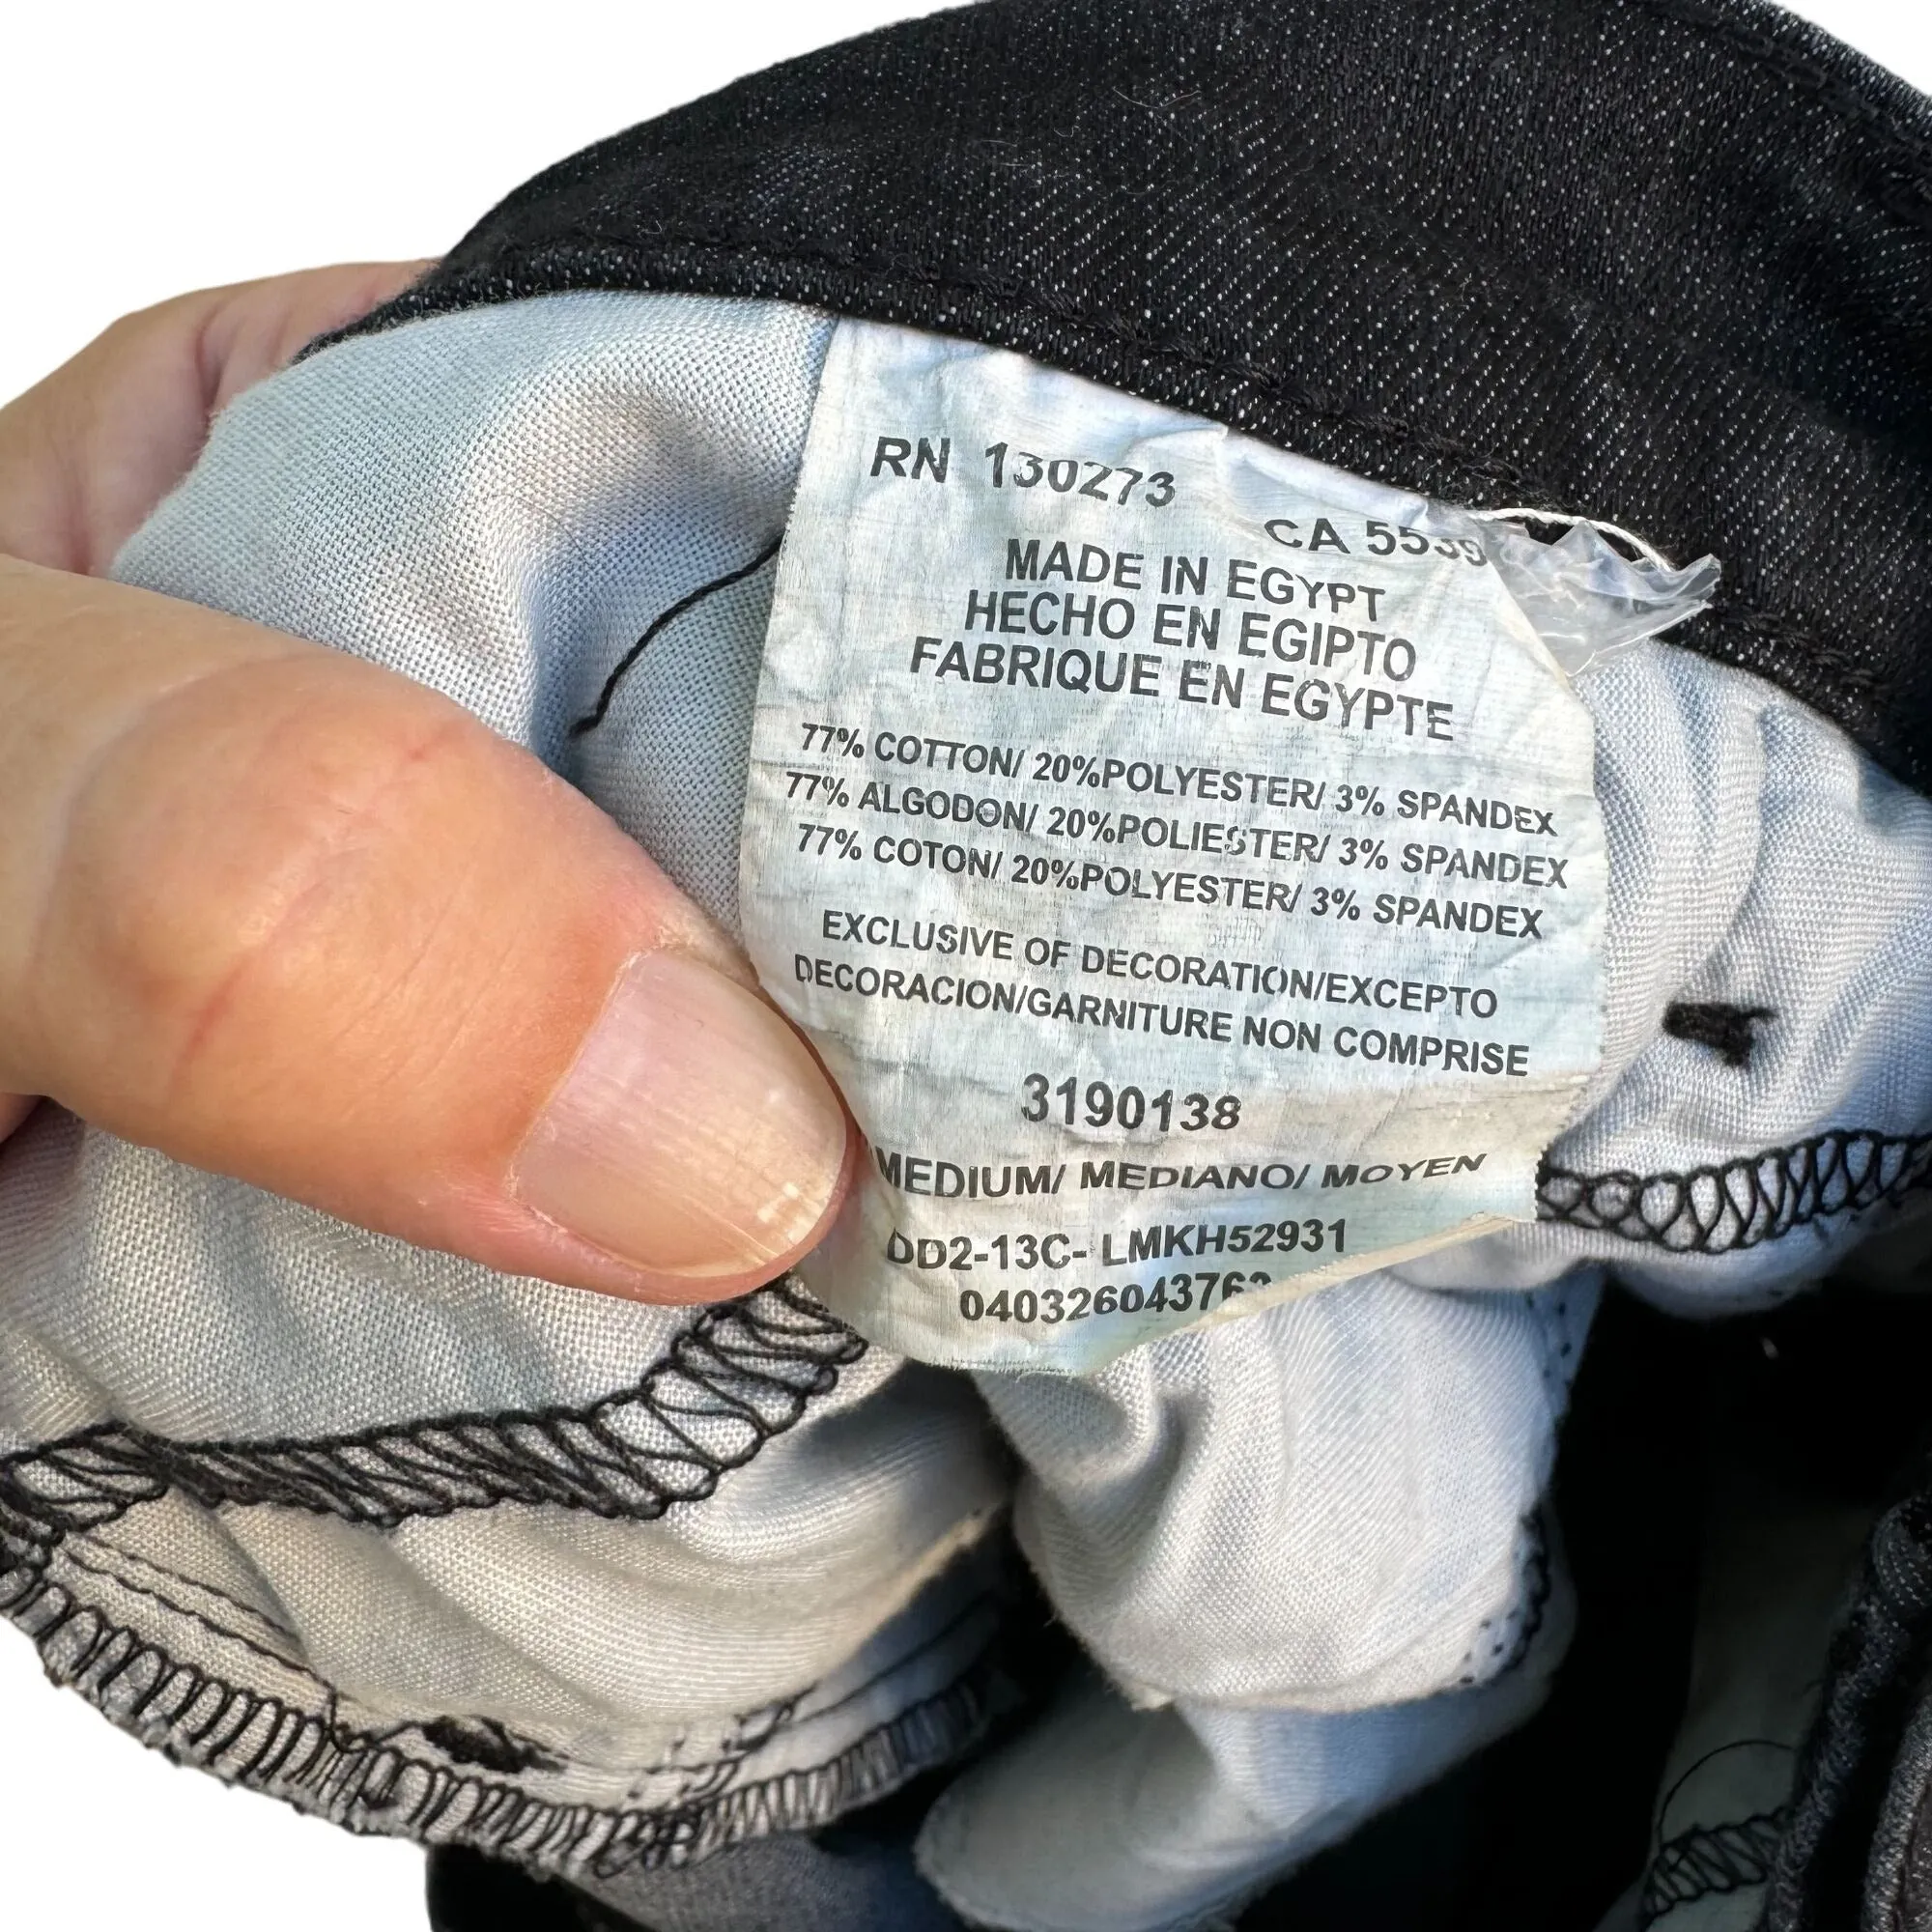 RN 130273
CA 5539
MADE IN EGYPT
HECHO EN EGIPTO
FABRIQUE EN EGYPTE
77% COTTON/ 20%POLYESTER/ 3% SPANDEX
77% ALGODON/ 20%POLIESTER/ 3% SPANDEX
77% COTON/ 20%POLYESTER/ 3% SPANDEX
EXCLUSIVE OF DECORATION/EXCEPTO
DECORACION/GARNITURE NON COMPRISE
3190138
MEDIUM/ MEDIANO/ MOYEN
DD2-13C- LMKH52931